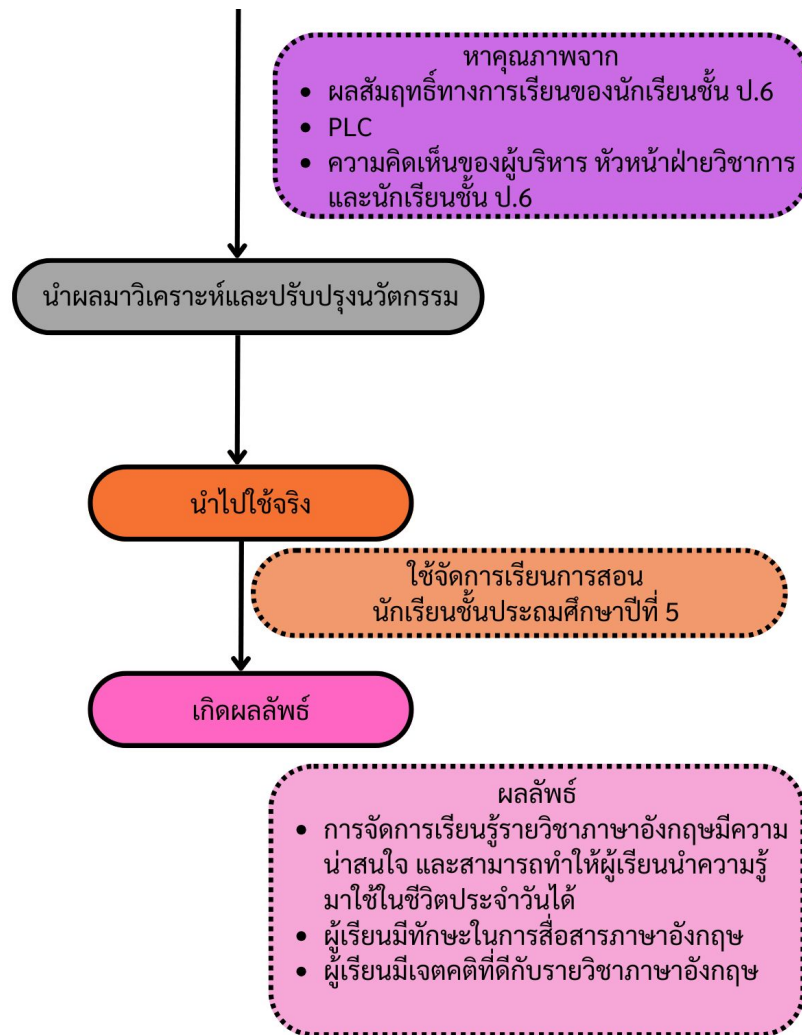 หาคุณภาพจาก
• ผลสัมฤทธิ์ทางการเรียนของนักเรียนชั้น ป.6
• PLC
• ความคิดเห็นของผู้บริหาร หัวหน้าฝ่ายวิชาการ
และนักเรียนชั้น ป.6
นำผลมาวิเคราะห์และปรับปรุงนวัตกรรม
นำไปใช้จริง
ใช้จัดการเรียนการสอน
นักเรียนชั้นประถมศึกษาปีที่ 5
เกิดผลลัพธ์
ผลลัพธ์
• การจัดการเรียนรู้รายวิชาภาษาอังกฤษมีความ
น่าสนใจ และสามารถทำให้ผู้เรียนนำความรู้
มาใช้ในชีวิตประจำวันได้
• ผู้เรียนมีทักษะในการสื่อสารภาษาอังกฤษ
• ผู้เรียนมีเจตคติที่ดีกับรายวิชาภาษาอังกฤษ